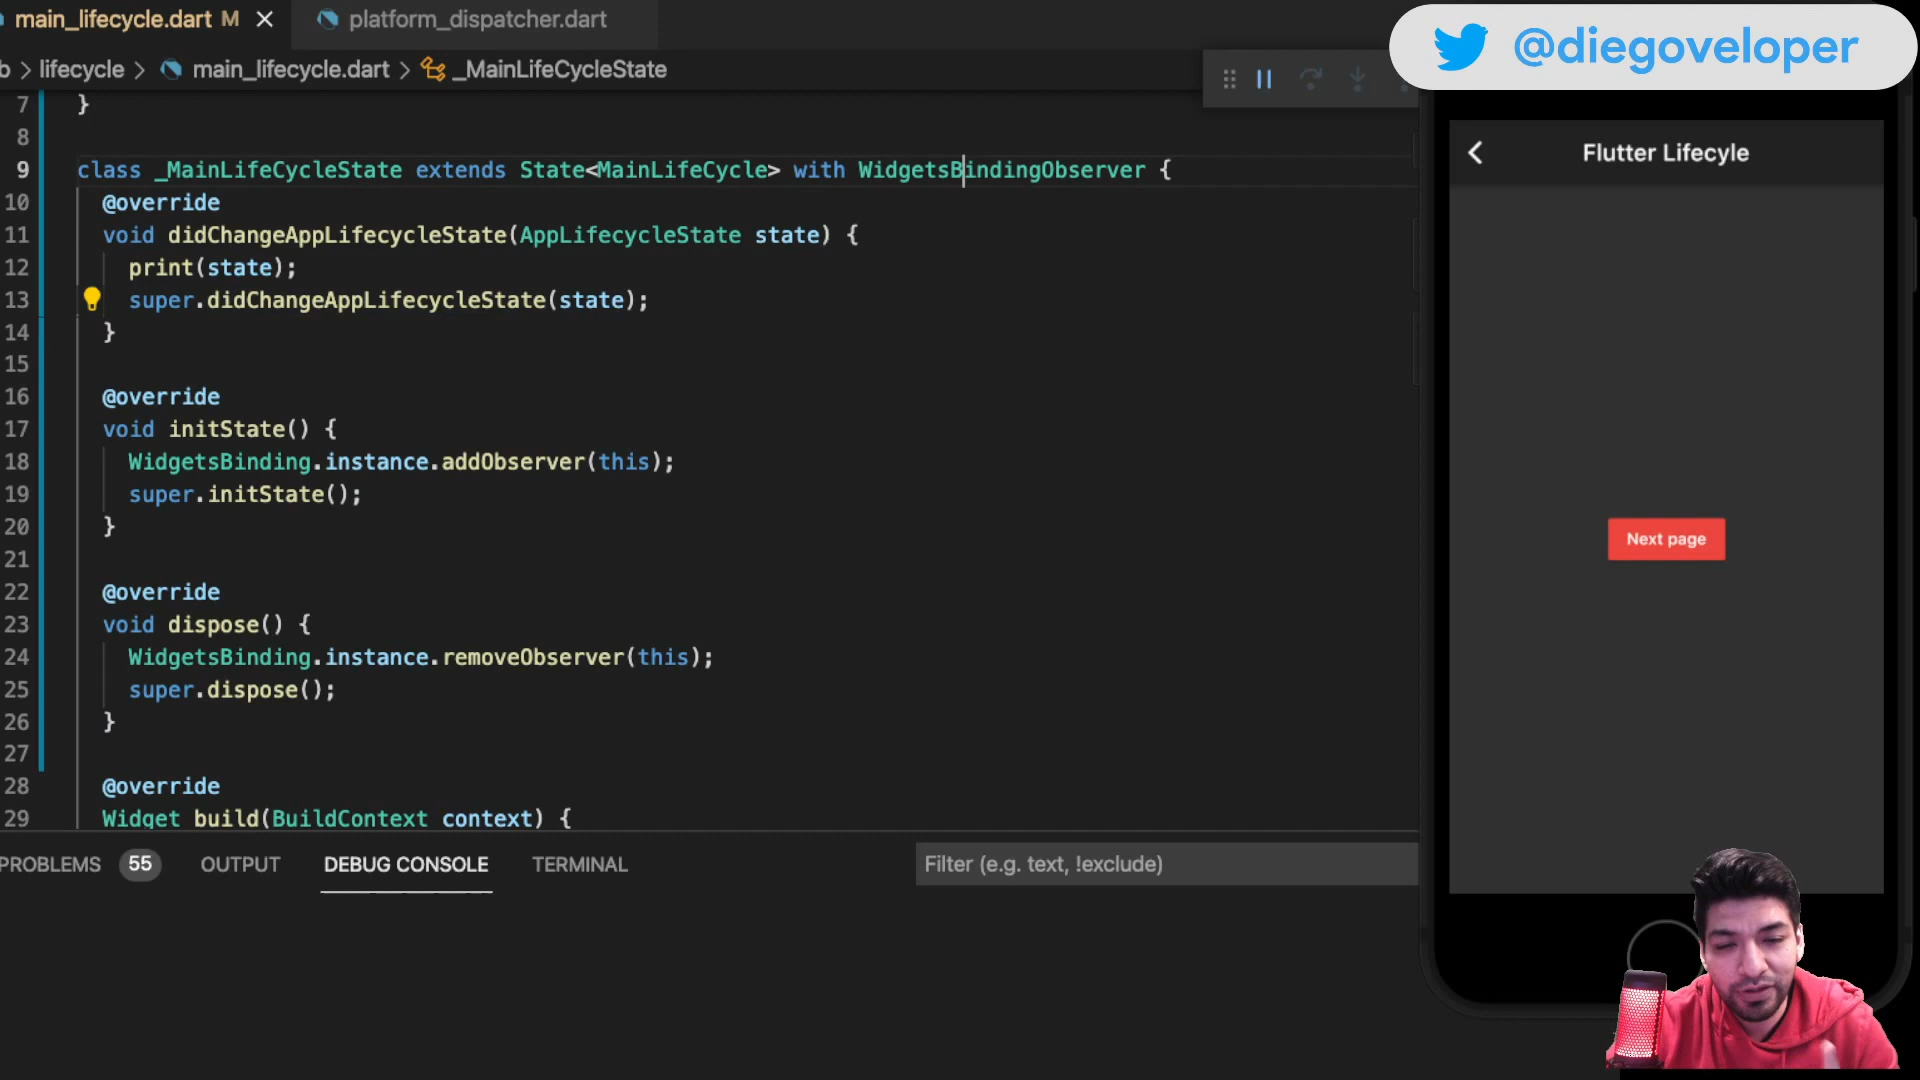 main_lifecycle.dart M
platform_dispatcher.dart
@diegoveloper
b > lifecycle > main_lifecycle.dart > _MainLifeCycleState
7 }
8
9 class _MainLifeCycleState extends State<MainLifeCycle> with WidgetsBindingObserver {
10 @override
11 void didChangeAppLifecycleState(AppLifecycleState state) {
12 print(state);
13 super.didChangeAppLifecycleState(state);
14 }
15
16 @override
17 void initState() {
18 WidgetsBinding.instance.addObserver(this);
19 super.initState();
20 }
21
22 @override
23 void dispose() {
24 WidgetsBinding.instance.removeObserver(this);
25 super.dispose();
26 }
27
28 @override
29 Widget build(BuildContext context) {
PROBLEMS 55 OUTPUT DEBUG CONSOLE TERMINAL Filter (e.g. text, !exclude)
Flutter Lifecyle
Next page